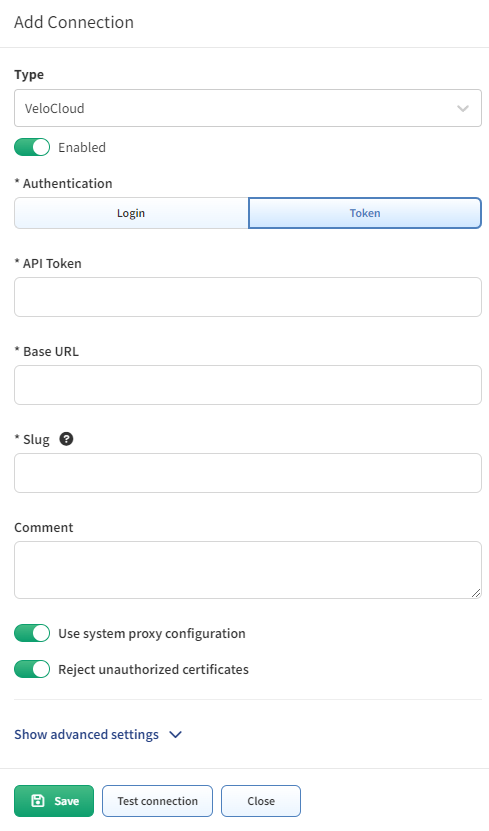 Add Connection
Type
VeloCloud
Enabled
* Authentication
Login Token
* API Token
* Base URL
* Slug ?
Comment
Use system proxy configuration
Reject unauthorized certificates
Show advanced settings
Save Test connection Close